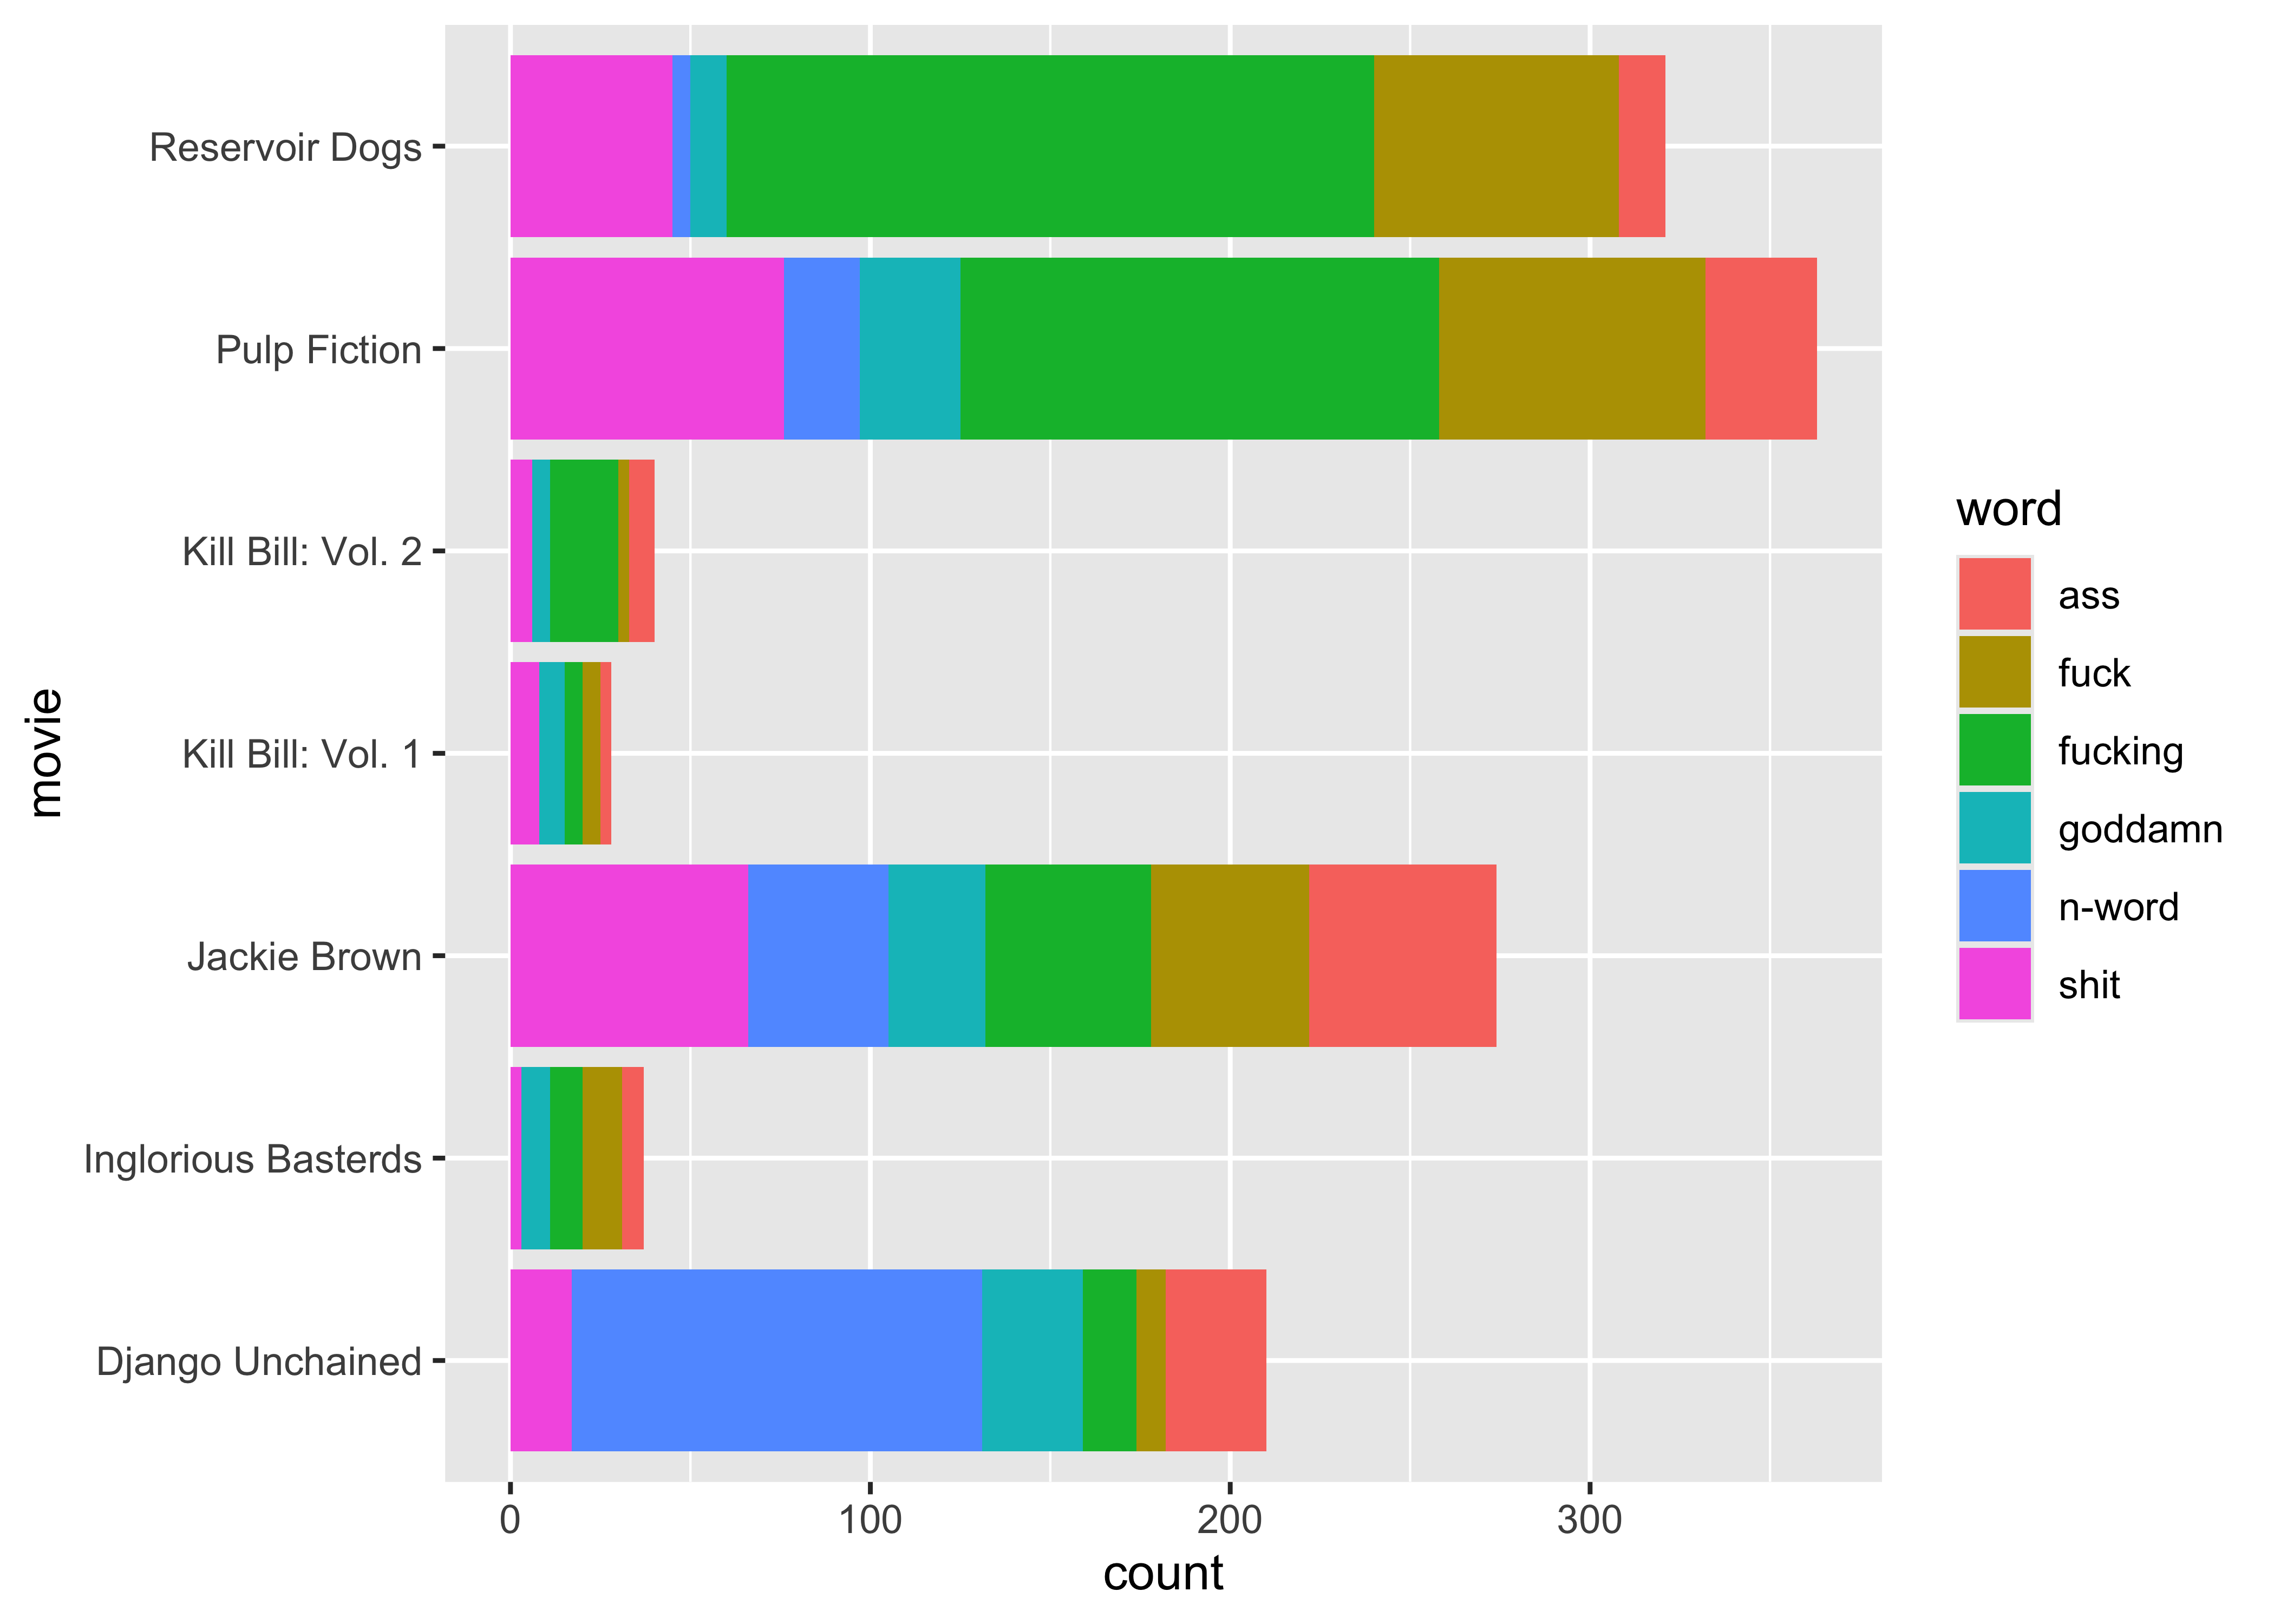 Reservoir Dogs
Pulp Fiction
Kill Bill: Vol. 2
Kill Bill: Vol. 1
Jackie Brown
Inglorious Basterds
Django Unchained
movie
0 100 200 300
count
word
ass
fuck
fucking
goddamn
n-word
shit